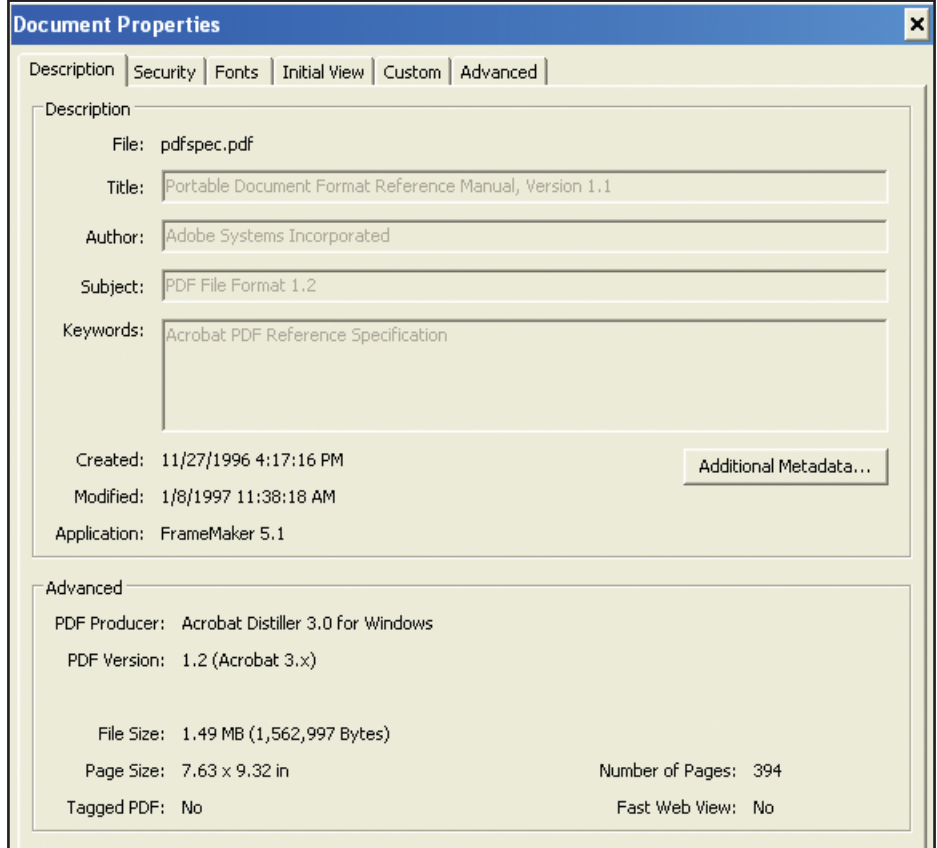 Document Properties
Description Security Fonts Initial View Custom Advanced
Description
File: pdfspec.pdf
Title: Portable Document Format Reference Manual, Version 1.1
Author: Adobe Systems Incorporated
Subject: PDF File Format 1.2
Keywords: Acrobat PDF Reference Specification
Created: 11/27/1996 4:17:16 PM
Additional Metadata...
Modified: 1/8/1997 11:38:18 AM
Application: FrameMaker 5.1
Advanced
PDF Producer: Acrobat Distiller 3.0 for Windows
PDF Version: 1.2 (Acrobat 3.x)
File Size: 1.49 MB (1,562,997 Bytes)
Page Size: 7.63 x 9.32 in Number of Pages: 394
Tagged PDF: No Fast Web View: No